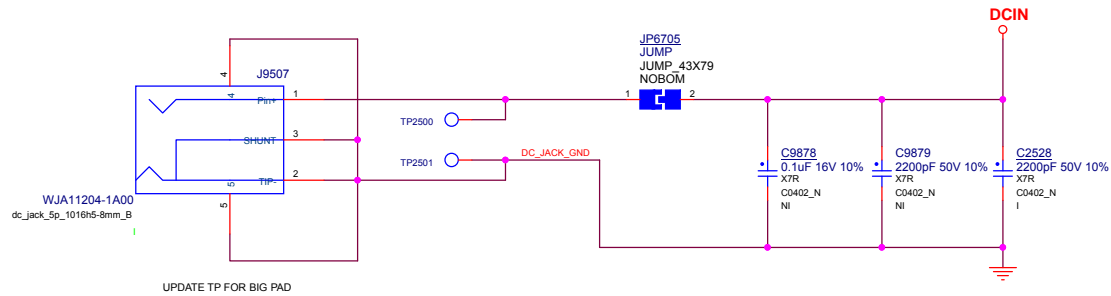 DCIN
JP6705
JUMP
JUMP_43X79
NOBOM
1
2
J9507
4
4
Pin+
1
SHUNT
3
TIP-
2
5
5
TP2500
TP2501
DC_JACK_GND
WJA11204-1A00
dc_jack_5p_1016h5-8mm_B
C9878
0.1uF 16V 10%
X7R
C0402_N
NI
C9879
2200pF 50V 10%
X7R
C0402_N
NI
C2528
2200pF 50V 10%
X7R
C0402_N
I
UPDATE TP FOR BIG PAD